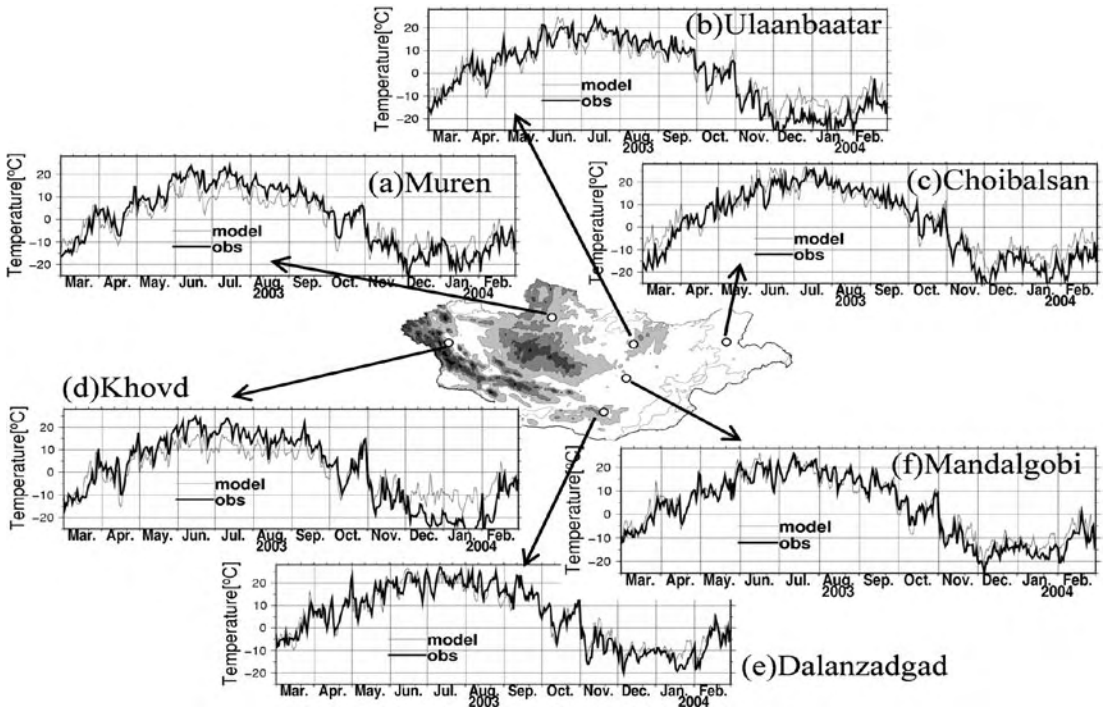 (b)Ulaanbaatar
Temperature[ºC]
20
10
0
−10
−20
model
obs
Mar. Apr. May. Jun. Jul. Aug. Sep. Oct. Nov. Dec. Jan. Feb.
2003 2004
(a)Muren
Temperature[ºC]
20
10
0
−10
−20
model
obs
Mar. Apr. May. Jun. Jul. Aug. Sep. Oct. Nov. Dec. Jan. Feb.
2003 2004
(c)Choibalsan
Temperature[ºC]
20
10
0
−10
−20
model
obs
Mar. Apr. May. Jun. Jul. Aug. Sep. Oct. Nov. Dec. Jan. Feb.
2003 2004
(d)Khovd
Temperature[ºC]
20
10
0
−10
−20
model
obs
Mar. Apr. May. Jun. Jul. Aug. Sep. Oct. Nov. Dec. Jan. Feb.
2003 2004
(f)Mandalgobi
Temperature[ºC]
20
10
0
−10
−20
model
obs
Mar. Apr. May. Jun. Jul. Aug. Sep. Oct. Nov. Dec. Jan. Feb.
2003 2004
Temperature[ºC]
20
10
0
−10
−20
model
obs
Mar. Apr. May. Jun. Jul. Aug. Sep. Oct. Nov. Dec. Jan. Feb.
2003 2004
(e)Dalanzadgad